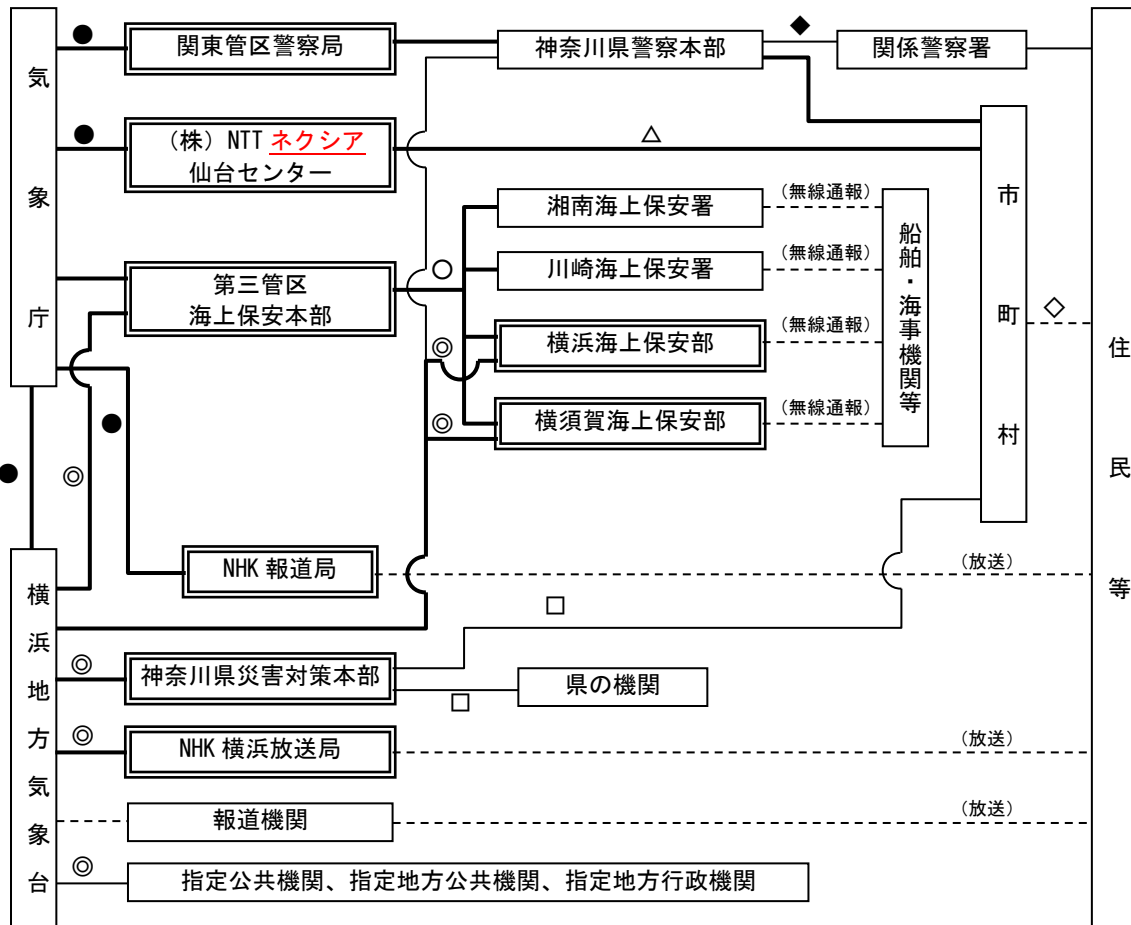 気象庁
● 関東管区警察局
神奈川県警察本部
◆
関係警察署
● (株) NTT ネクシア
仙台センター
△
市町村
第三管区
海上保安本部
○
◎
◎
湘南海上保安署
(無線通報)
川崎海上保安署
(無線通報)
横浜海上保安部
(無線通報)
横須賀海上保安部
(無線通報)
船舶・海事機関等
◇
住民等
●
●
◎
横浜地方気象台
NHK 報道局
(放送)
□
◎ 神奈川県災害対策本部
□
県の機関
◎ NHK 横浜放送局
(放送)
報道機関
(放送)
◎ 指定公共機関、指定地方公共機関、指定地方行政機関